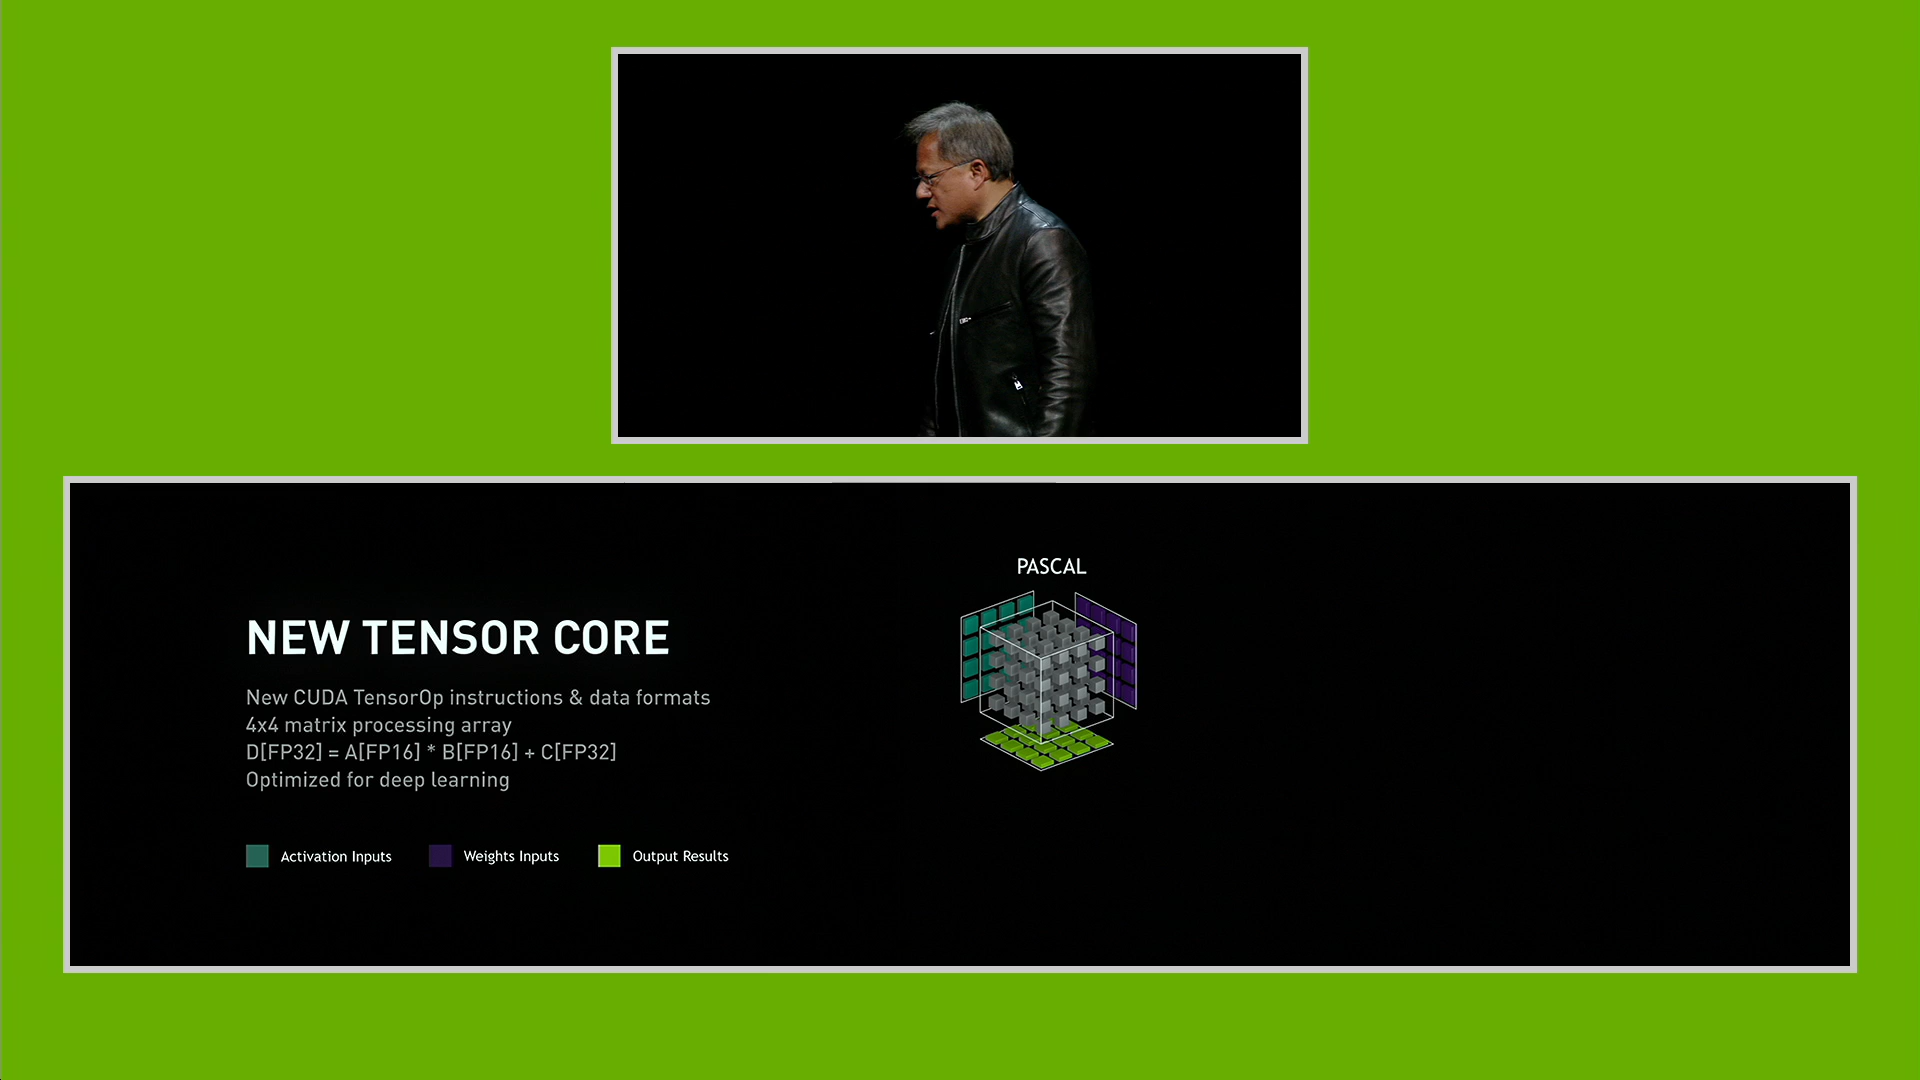 PASCAL
NEW TENSOR CORE
New CUDA TensorOp instructions & data formats
4x4 matrix processing array
D[FP32] = A[FP16] * B[FP16] + C[FP32]
Optimized for deep learning
Activation Inputs
Weights Inputs
Output Results